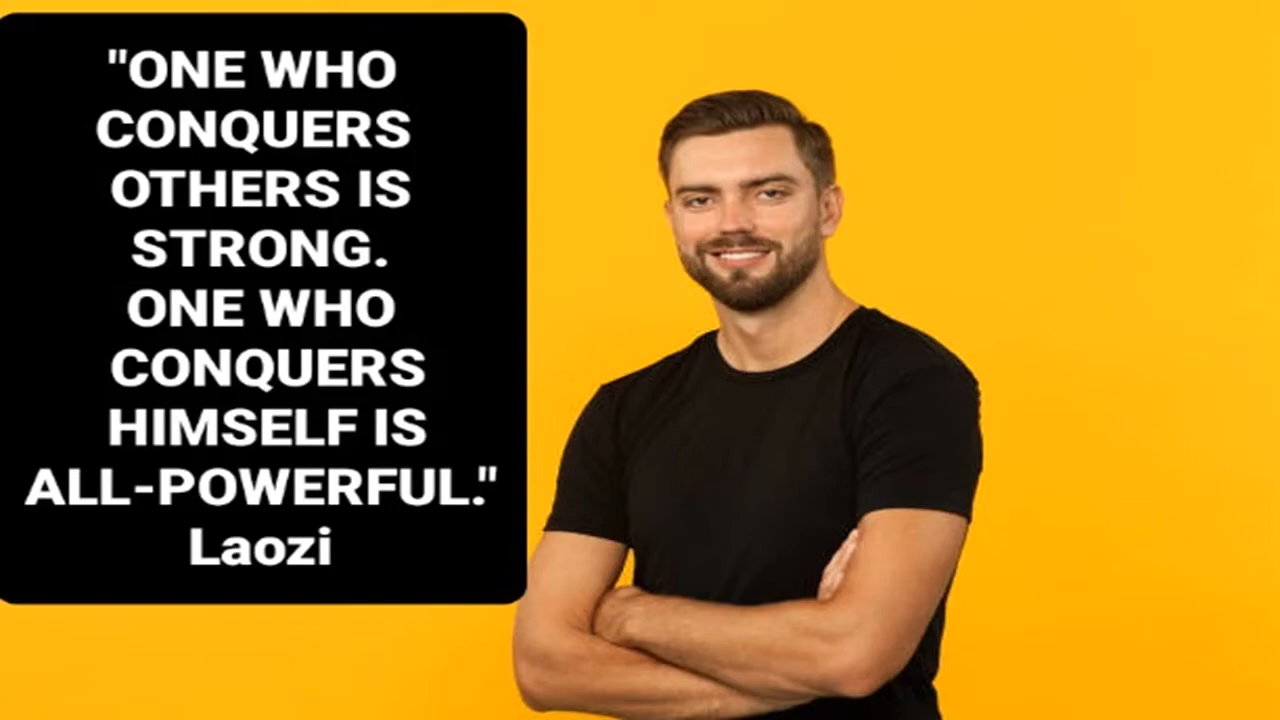 "ONE WHO
CONQUERS
OTHERS IS
STRONG.
ONE WHO
CONQUERS
HIMSELF IS
ALL-POWERFUL."
Laozi